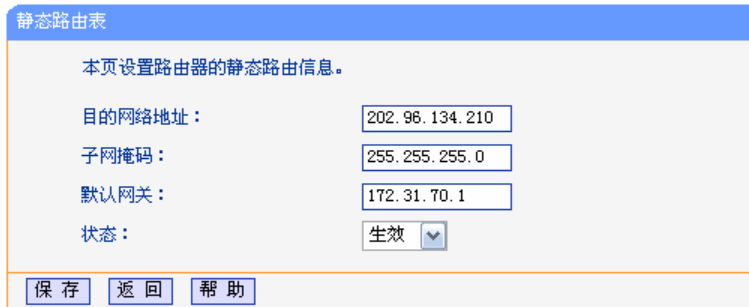 静态路由表
本页设置路由器的静态路由信息。
目的网络地址： 202.96.134.210
子网掩码： 255.255.255.0
默认网关： 172.31.70.1
状态： 生效
保 存 返 回 帮 助